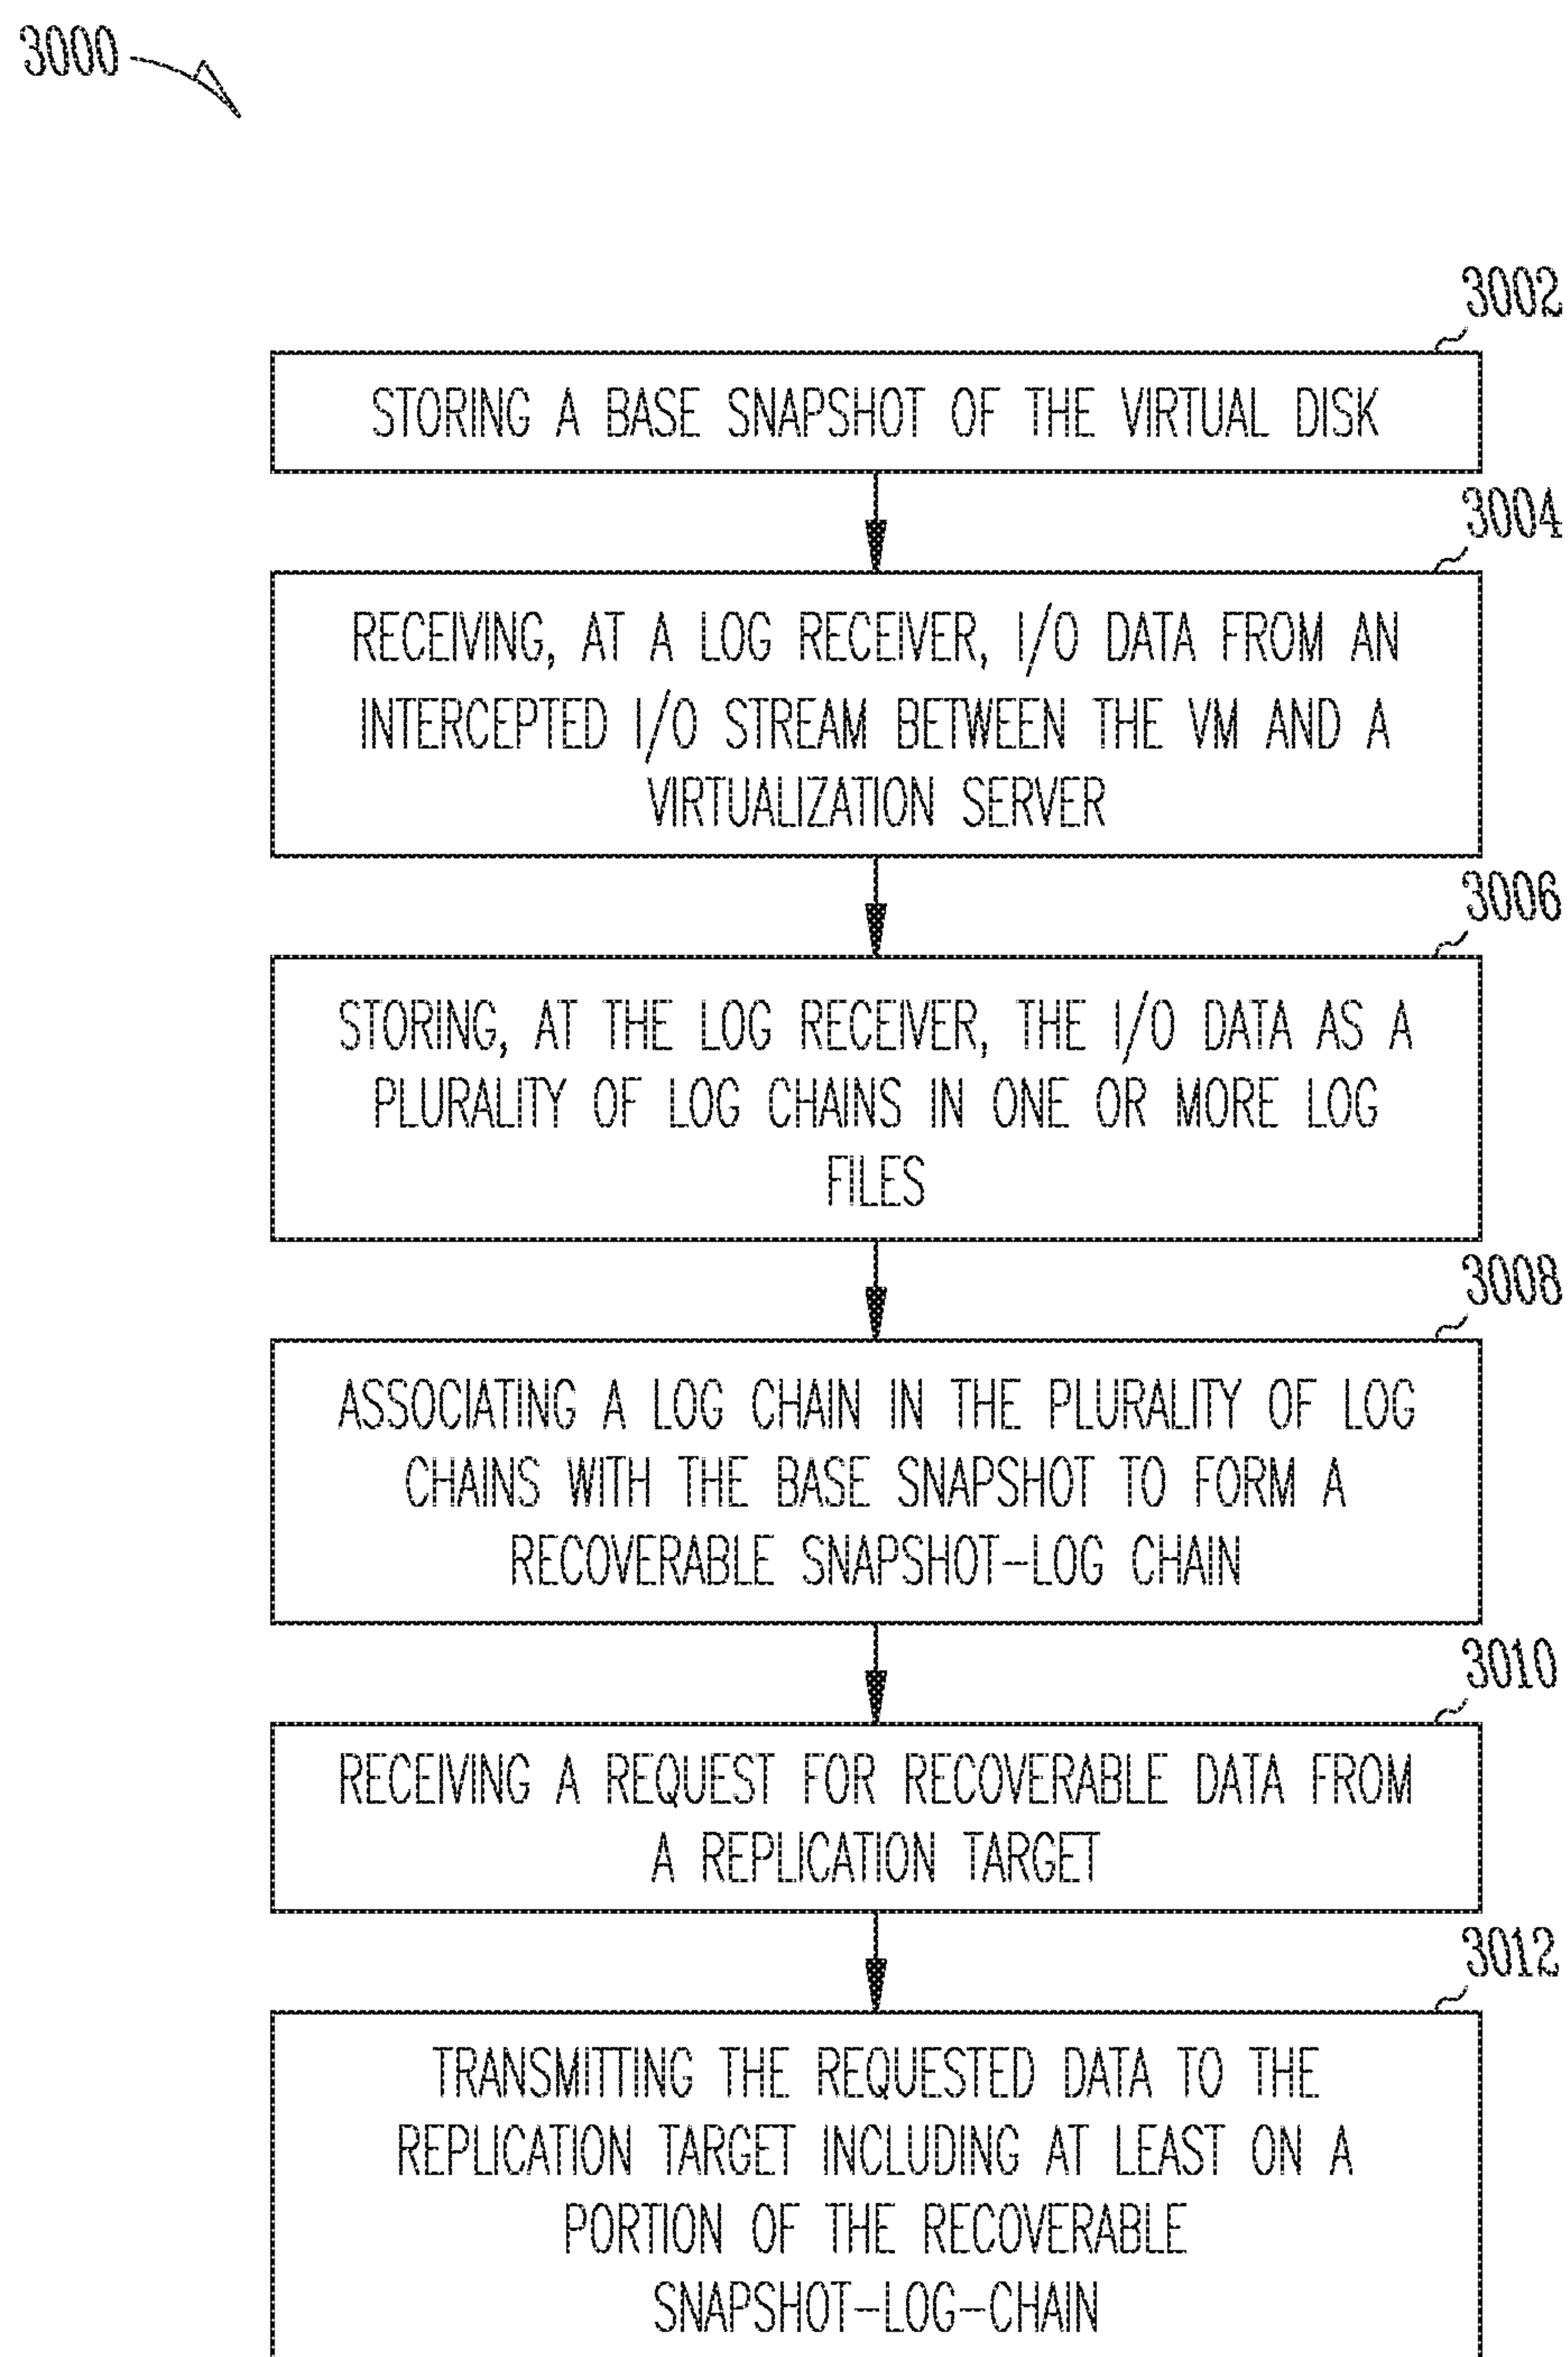 3000
3002
STORING A BASE SNAPSHOT OF THE VIRTUAL DISK
3004
RECEIVING, AT A LOG RECEIVER, I/O DATA FROM AN
INTERCEPTED I/O STREAM BETWEEN THE VM AND A
VIRTUALIZATION SERVER
3006
STORING, AT THE LOG RECEIVER, THE I/O DATA AS A
PLURALITY OF LOG CHAINS IN ONE OR MORE LOG
FILES
3008
ASSOCIATING A LOG CHAIN IN THE PLURALITY OF LOG
CHAINS WITH THE BASE SNAPSHOT TO FORM A
RECOVERABLE SNAPSHOT-LOG CHAIN
3010
RECEIVING A REQUEST FOR RECOVERABLE DATA FROM
A REPLICATION TARGET
3012
TRANSMITTING THE REQUESTED DATA TO THE
REPLICATION TARGET INCLUDING AT LEAST ON A
PORTION OF THE RECOVERABLE
SNAPSHOT-LOG-CHAIN